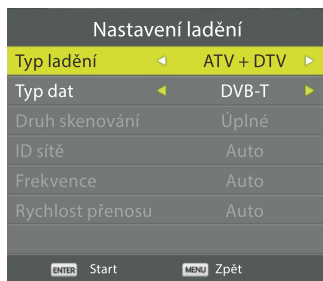 Nastavení ladění
Typ ladění ATV + DTV
Typ dat DVB-T
Druh skenování Úplné
ID sítě Auto
Frekvence Auto
Rychlost přenosu Auto
ENTER Start MENU Zpět